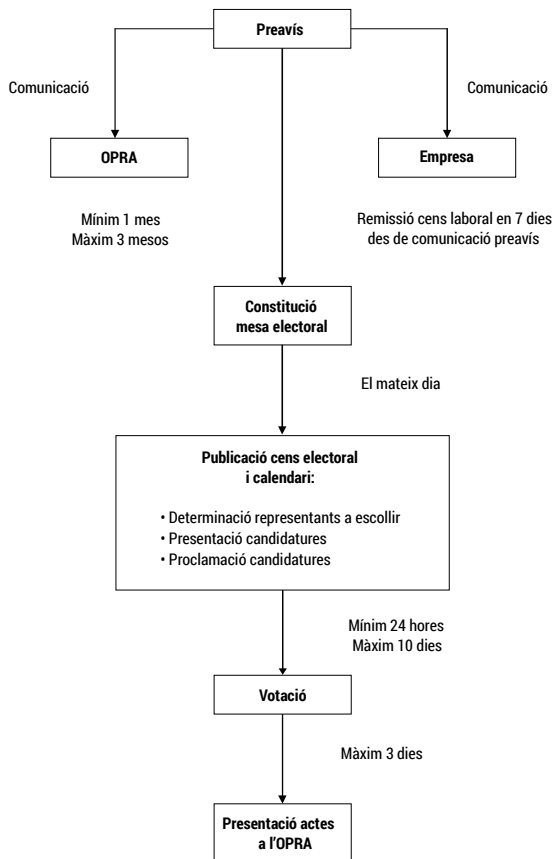 Preavís
Comunicació
Comunicació
OPRA
Empresa
Mínim 1 mes
Màxim 3 mesos
Remissió cens laboral en 7 dies
des de comunicació preavís
Constitució
mesa electoral
El mateix dia
Publicació cens electoral
i calendari:
• Determinació representants a escollir
• Presentació candidatures
• Proclamació candidatures
Mínim 24 hores
Màxim 10 dies
Votació
Màxim 3 dies
Presentació actes
a l'OPRA